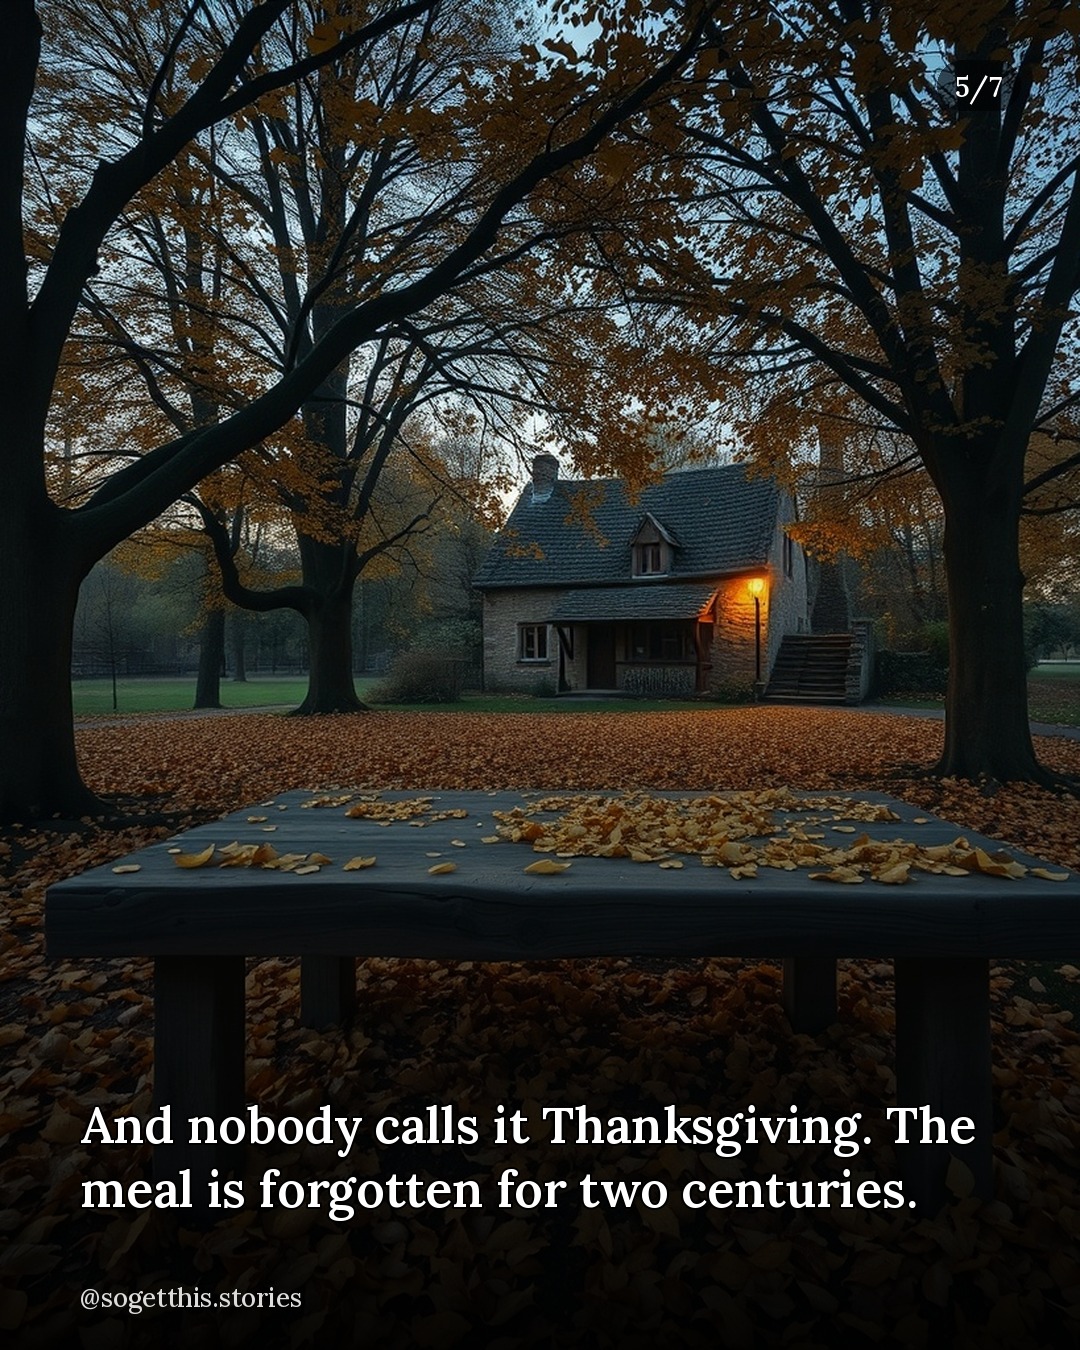 5/7
And nobody calls it Thanksgiving. The
meal is forgotten for two centuries.
@sogetthis.stories